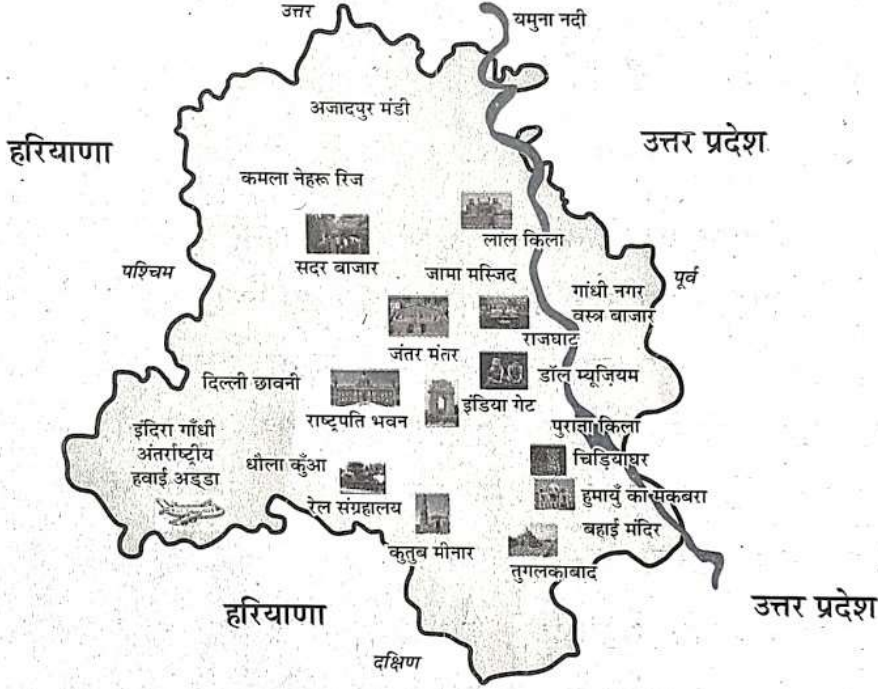 उत्तर
यमुना नदी
अजादपुर मंडी
हरियाणा
उत्तर प्रदेश
कमला नेहरू रिज
लाल किला
सदर बाजार
जामा मस्जिद
पश्चिम
पूर्व
गांधी नगर
वस्त्र बाजार
राजघाट
जंतर मंतर
डॉल म्यूज़ियम
दिल्ली छावनी
इंडिया गेट
राष्ट्रपति भवन
पुराना किला
इंदिरा गाँधी
अंतर्राष्ट्रीय
हवाई अड्डा
धौला कुँआ
चिड़ियाघर
रेल संग्रहालय
हुमायुँ का मकबरा
बहाई मंदिर
कुतुब मीनार
तुगलकाबाद
हरियाणा
उत्तर प्रदेश
दक्षिण